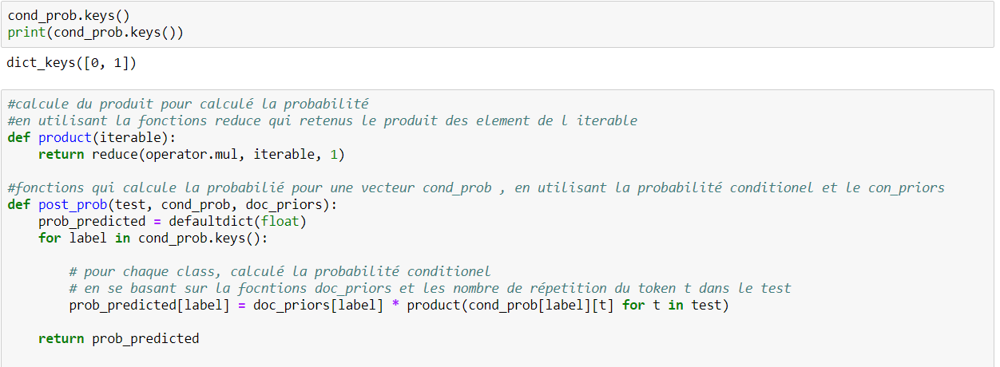 cond_prob.keys()
print(cond_prob.keys())
dict_keys([0, 1])
#calcule du produit pour calculé la probabilité
#en utilisant la fonctions reduce qui retenus le produit des element de l iterable
def product(iterable):
    return reduce(operator.mul, iterable, 1)
#fonctions qui calcule la probabilié pour une vecteur cond_prob , en utilisant la probabilité conditionel et le con_priors
def post_prob(test, cond_prob, doc_priors):
    prob_predicted = defaultdict(float)
    for label in cond_prob.keys():
        # pour chaque class, calculé la probabilité conditionel
        # en se basant sur la focntions doc_priors et les nombre de répetition du token t dans le test
        prob_predicted[label] = doc_priors[label] * product(cond_prob[label][t] for t in test)
    return prob_predicted